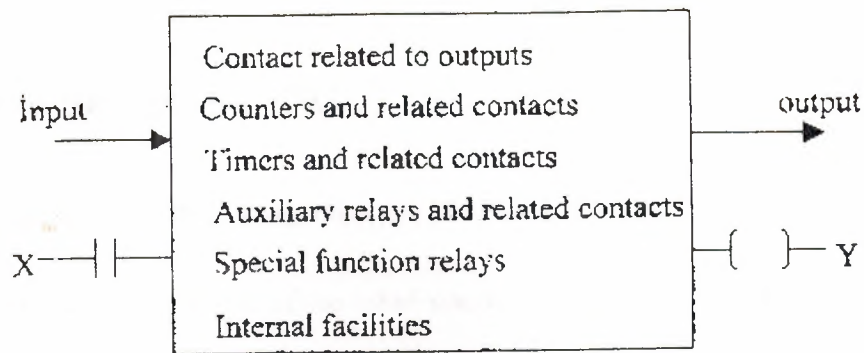 Contact related to outputs
Input
Counters and related contacts
output
Timers and related contacts
Auxiliary relays and related contacts
X
Special function relays
Y
Internal facilities